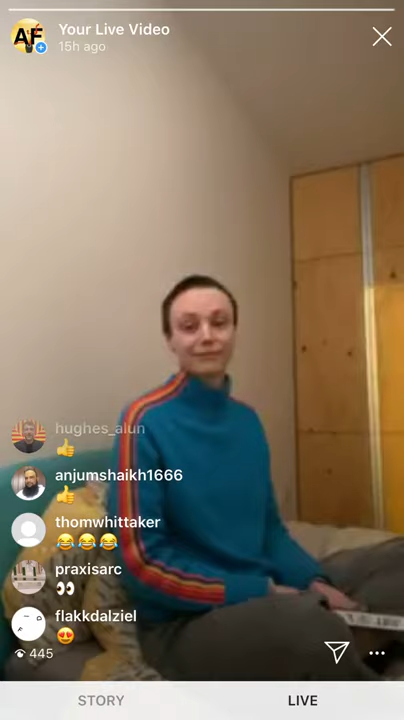 AF
Your Live Video
15h ago
hughes_alun
👍
anjumshaikh1666
👍
thomwhittaker
😂😂😂
praxisarc
👀
flakkdalziel
😍
445
STORY
LIVE